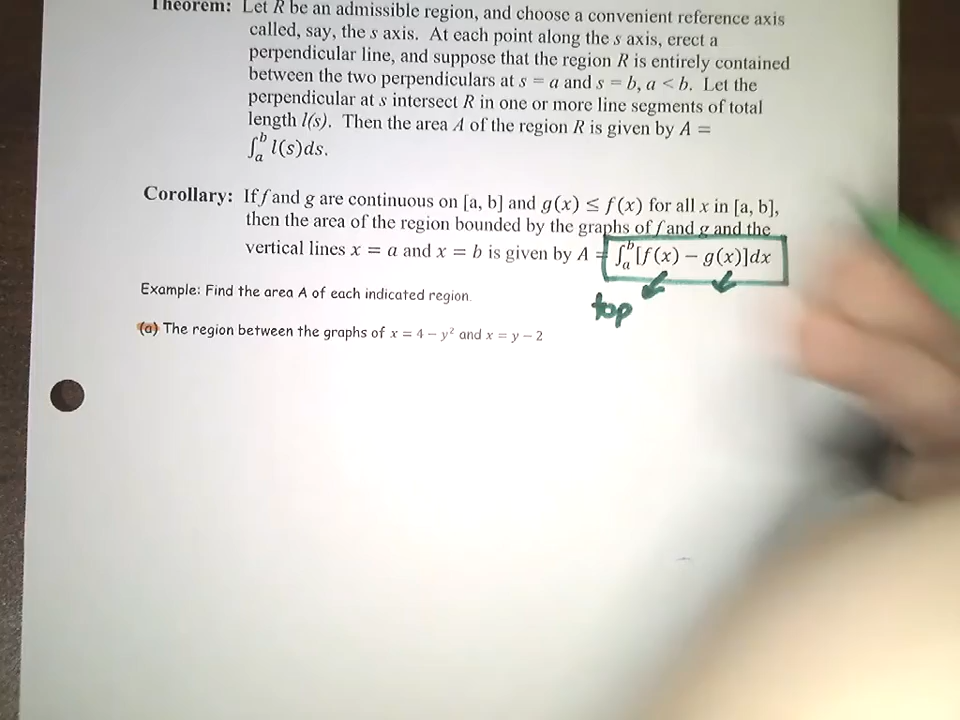 Theorem: Let R be an admissible region, and choose a convenient reference axis
called, say, the s axis. At each point along the s axis, erect a
perpendicular line, and suppose that the region R is entirely contained
between the two perpendiculars at s = a and s = b, a < b. Let the
perpendicular at s intersect R in one or more line segments of total
length l(s). Then the area A of the region R is given by A =
∫ₐᵇ l(s)ds.
Corollary: If f and g are continuous on [a, b] and g(x) ≤ f(x) for all x in [a, b],
then the area of the region bounded by the graphs of f and g and the
vertical lines x = a and x = b is given by A = ∫ₐᵇ[f(x) − g(x)]dx
top
Example: Find the area A of each indicated region.
(a) The region between the graphs of x = 4 − y² and x = y − 2